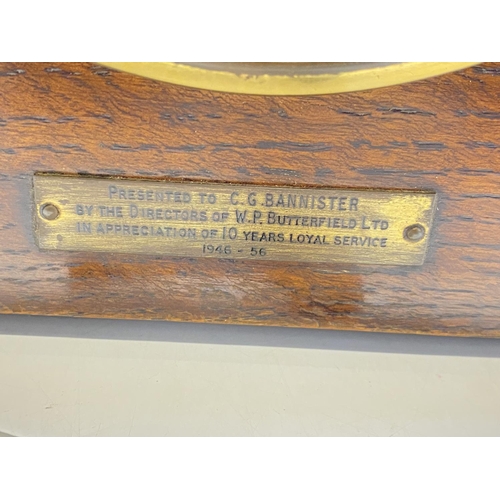 PRESENTED TO C.G. BANNISTER
BY THE DIRECTORS OF W.P. BUTTERFIELD LTD
IN APPRECIATION OF 10 YEARS LOYAL SERVICE
1946 - 56